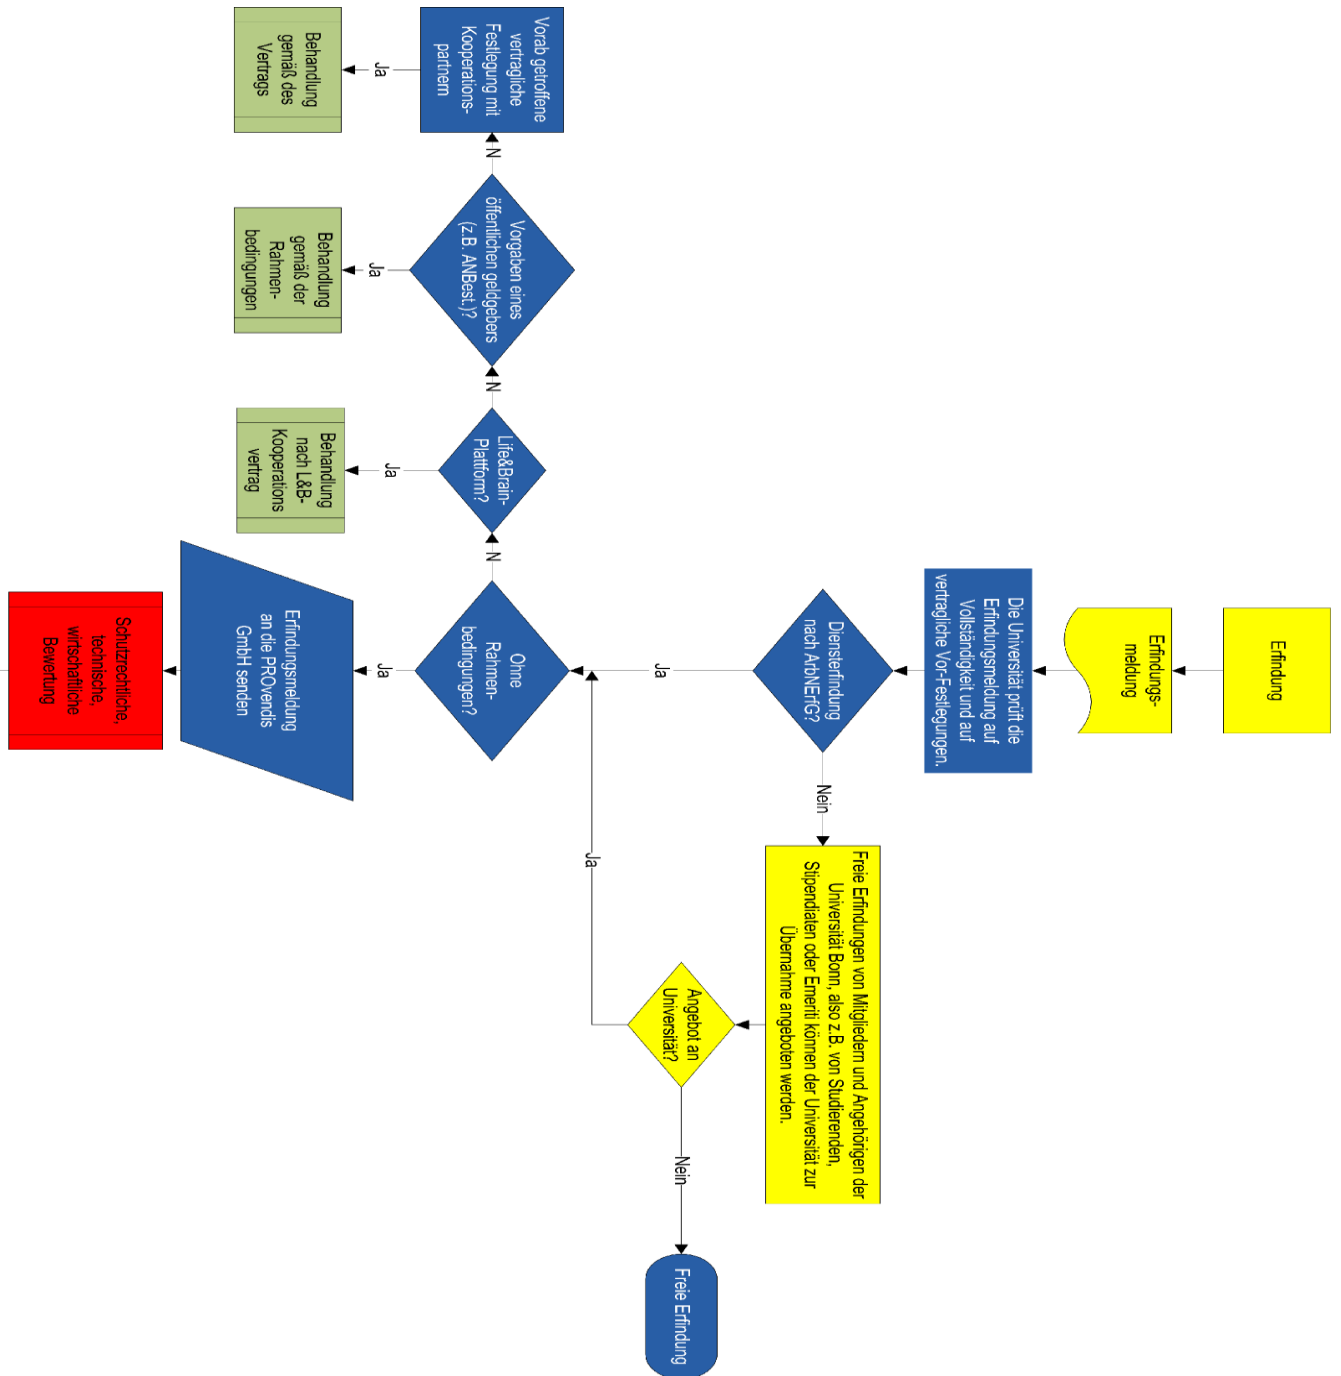 Erfindung
Erfindungs-
meldung
Die Universität prüft die
Erfindungsmeldung auf
Vollständigkeit und auf
vertragliche Vor-Festlegungen.
Diensterfindung
nach ArbNErfG?
Nein
Freie Erfindungen von Mitgliedern und Angehörigen der
Universität Bonn, also z.B. von Studierenden,
Stipendiaten oder Emeriti können der Universität zur
Übernahme angeboten werden.
Ja
Angebot an
Universität?
Nein
Freie Erfindung
Ja
Ohne
Rahmen-
bedingungen?
N
Life&Brain-
Plattform?
N
Vorgaben eines
öffentlichen geldgebers
(z.B. ANBest.)?
N
Vorab getroffene
vertragliche
Festlegung mit
Kooperations-
partnern
Ja
Ja
Ja
Ja
Erfindungsmeldung
an die PROvendis
GmbH senden
Behandlung
nach L&B-
Kooperations
vertrag
Behandlung
gemäß der
Rahmen-
bedingungen
Behandlung
gemäß des
Vertrags
Schutzrechtliche,
technische,
wirtschaftliche
Bewertung